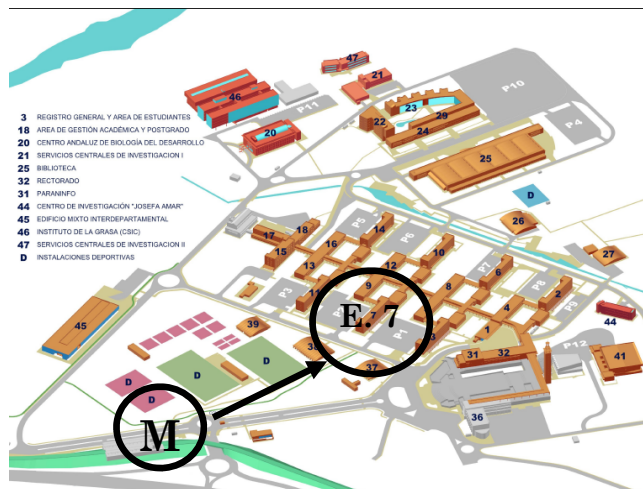 3 REGISTRO GENERAL Y AREA DE ESTUDIANTES
18 AREA DE GESTIÓN ACADÉMICA Y POSTGRADO
20 CENTRO ANDALUZ DE BIOLOGÍA DEL DESARROLLO
21 SERVICIOS CENTRALES DE INVESTIGACION I
25 BIBLIOTECA
32 RECTORADO
31 PARANINFO
44 CENTRO DE INVESTIGACIÓN "JOSEFA AMAR"
45 EDIFICIO MIXTO INTERDEPARTAMENTAL
46 INSTITUTO DE LA GRASA (CSIC)
47 SERVICIOS CENTRALES DE INVESTIGACION II
D INSTALACIONES DEPORTIVAS
47
21
46
P11
P10
23
22
29
24
P4
20
25
D
26
27
14
P5
18
17
16
P6
15
13
12
10
P7
6
9
8
P8
2
P3
11
4
P9
44
E. 7
7
P1
1
3
45
39
38
37
31
32
P12
41
36
D
D
D
D
M